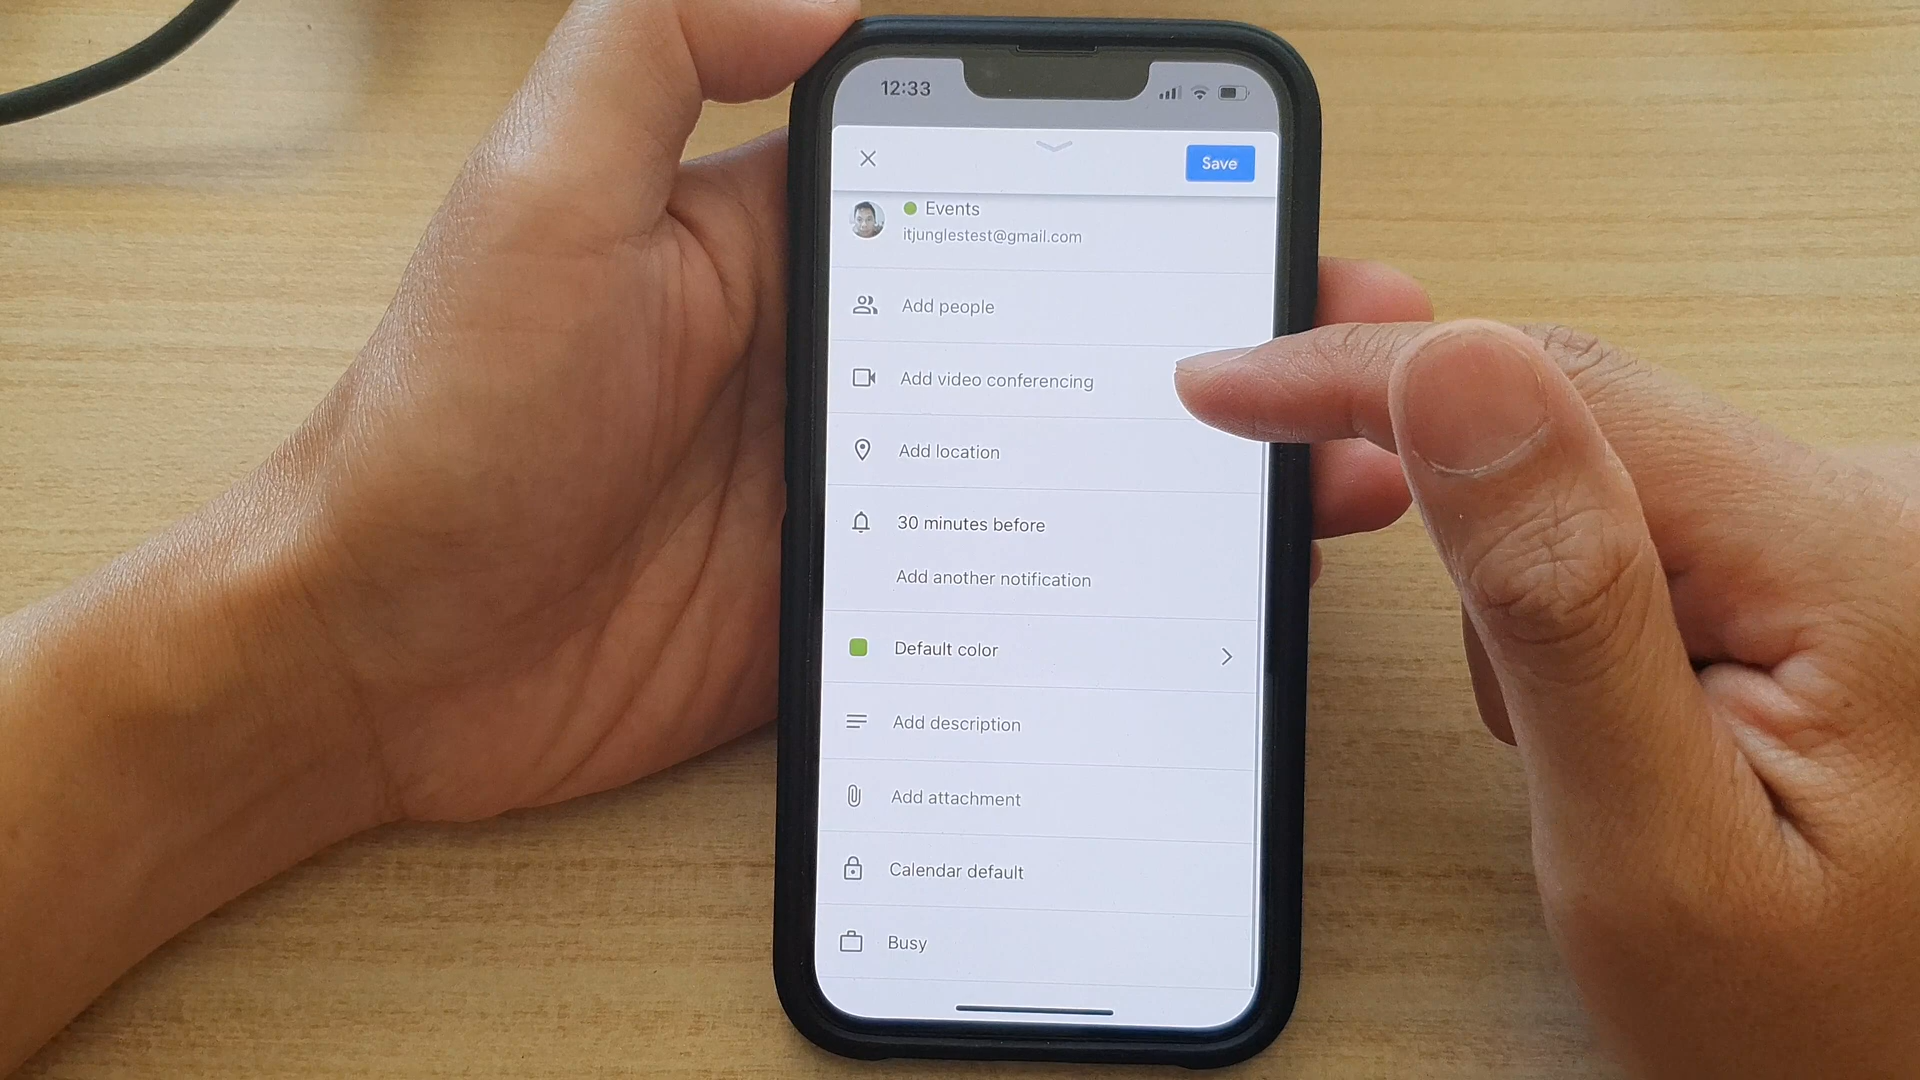 12:33
Save
Events
itjunglestest@gmail.com
Add people
Add video conferencing
Add location
30 minutes before
Add another notification
Default color
Add description
Add attachment
Calendar default
Busy